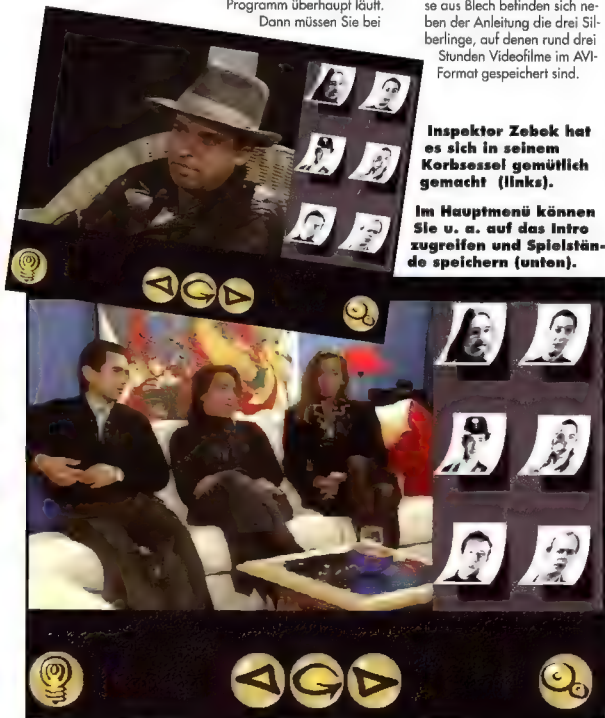 Programm überhaupt läuft.
Dann müssen Sie bei
se aus Blech befinden sich ne-
ben der Anleitung die drei Sil-
berlinge, auf denen rund drei
Stunden Videofilme im AVI-
Format gespeichert sind.
Inspektor Zebok hat
es sich in seinem
Korbsessel gemütlich
gemacht (links).
Im Hauptmenü können
Sie u. a. auf das Intro
zugreifen und Spielstän-
de speichern (unten).